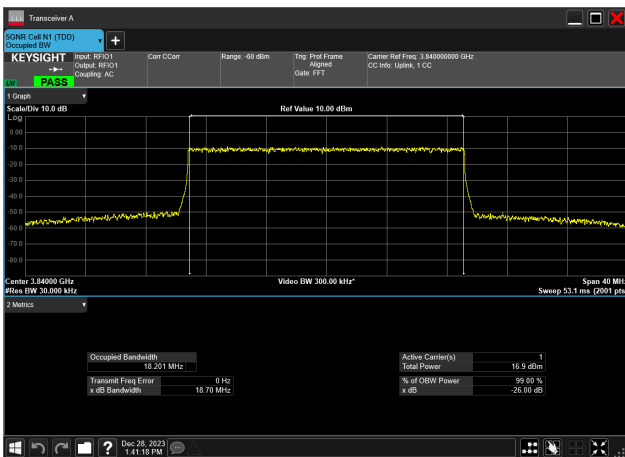 Transceiver A
5GNR Cell N1 (TDD)
Occupied BW
KEYSIGHT
Input: RFIO1
Output: RFIO1
Coupling: AC
Corr CCorr
Range: -60 dBm
Trig: Prot Frame
Aligned
Gate: FFT
Carrier Ref Freq: 3.840000000 GHz
CC Info: Uplink, 1 CC
PASS
1 Graph
Scale/Div 10.0 dB
Ref Value 10.00 dBm
Log
0.00
-10.0
-20.0
-30.0
-40.0
-50.0
-60.0
-70.0
-80.0
Center 3.84000 GHz
Video BW 300.00 kHz*
Span 40 MHz
#Res BW 30.000 kHz
Sweep 53.1 ms (2001 pts
2 Metrics
Occupied Bandwidth
18.201 MHz
Active Carrier(s) 1
Total Power 16.9 dBm
Transmit Freq Error 0 Hz
x dB Bandwidth 18.70 MHz
% of OBW Power 99.00 %
x dB -26.00 dB
Dec 28, 2023
1:41:18 PM